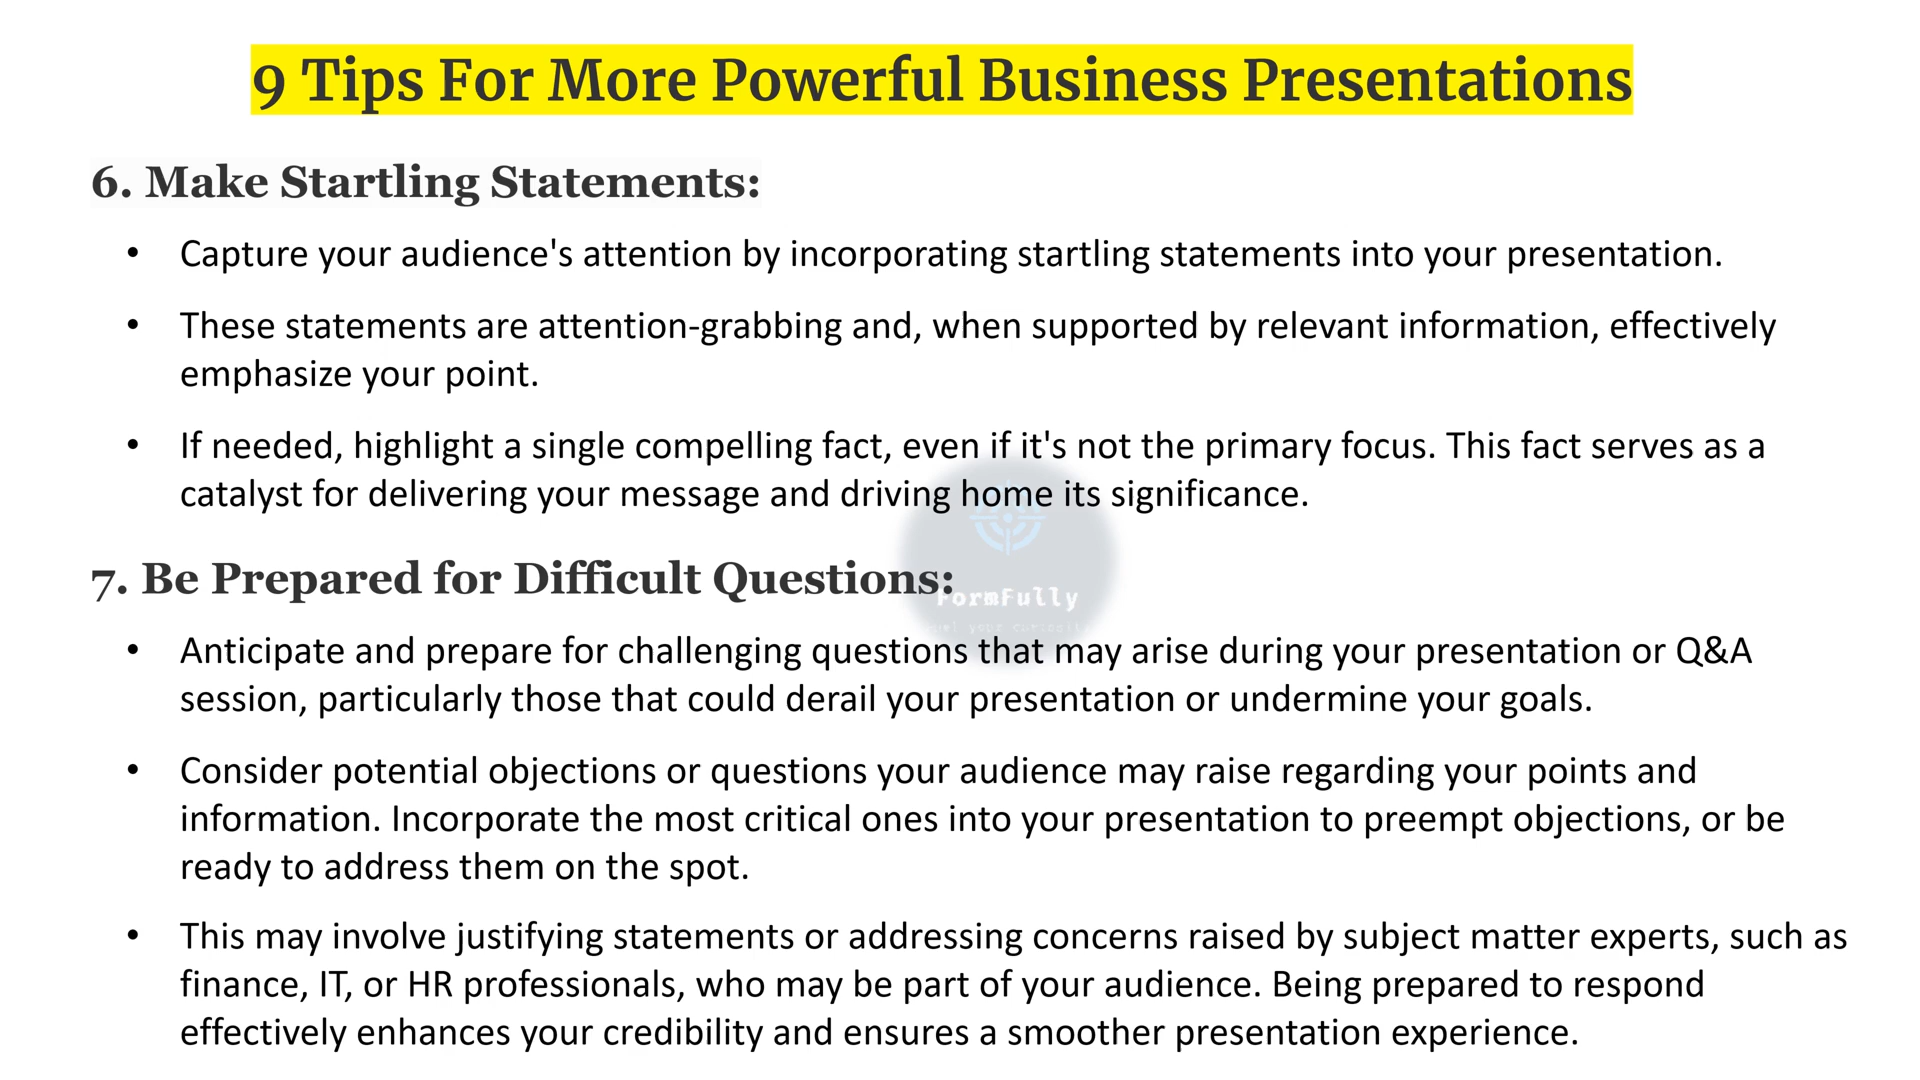 9 Tips For More Powerful Business Presentations
6. Make Startling Statements:
• Capture your audience's attention by incorporating startling statements into your presentation.
• These statements are attention-grabbing and, when supported by relevant information, effectively
emphasize your point.
• If needed, highlight a single compelling fact, even if it's not the primary focus. This fact serves as a
catalyst for delivering your message and driving home its significance.
7. Be Prepared for Difficult Questions:
FormFully
• Anticipate and prepare for challenging questions that may arise during your presentation or Q&A
session, particularly those that could derail your presentation or undermine your goals.
• Consider potential objections or questions your audience may raise regarding your points and
information. Incorporate the most critical ones into your presentation to preempt objections, or be
ready to address them on the spot.
• This may involve justifying statements or addressing concerns raised by subject matter experts, such as
finance, IT, or HR professionals, who may be part of your audience. Being prepared to respond
effectively enhances your credibility and ensures a smoother presentation experience.